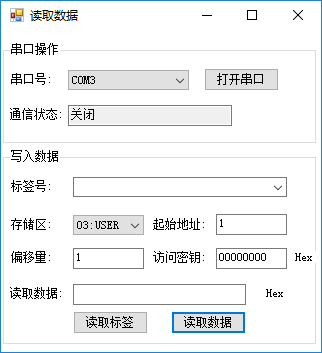 读取数据
串口操作
串口号: COM3 打开串口
通信状态: 关闭
写入数据
标签号:
存储区: 03:USER 起始地址: 1
偏移量: 1 访问密钥: 00000000 Hex
读取数据: Hex
读取标签 读取数据